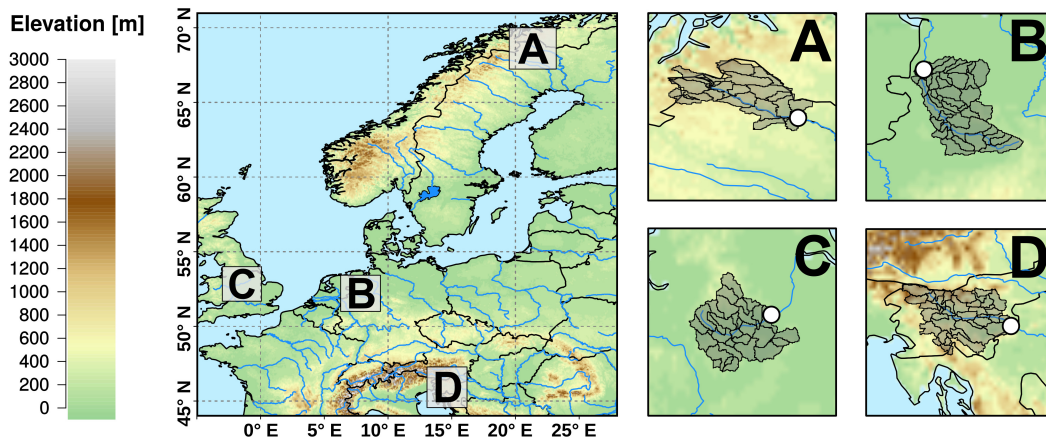 Elevation [m]
3000
2800
2600
2400
2200
2000
1800
1600
1400
1200
1000
800
600
400
200
0
70° N
65° N
60° N
55° N
50° N
45° N
0° E
5° E
10° E
15° E
20° E
25° E
A
B
C
D
A
B
C
D